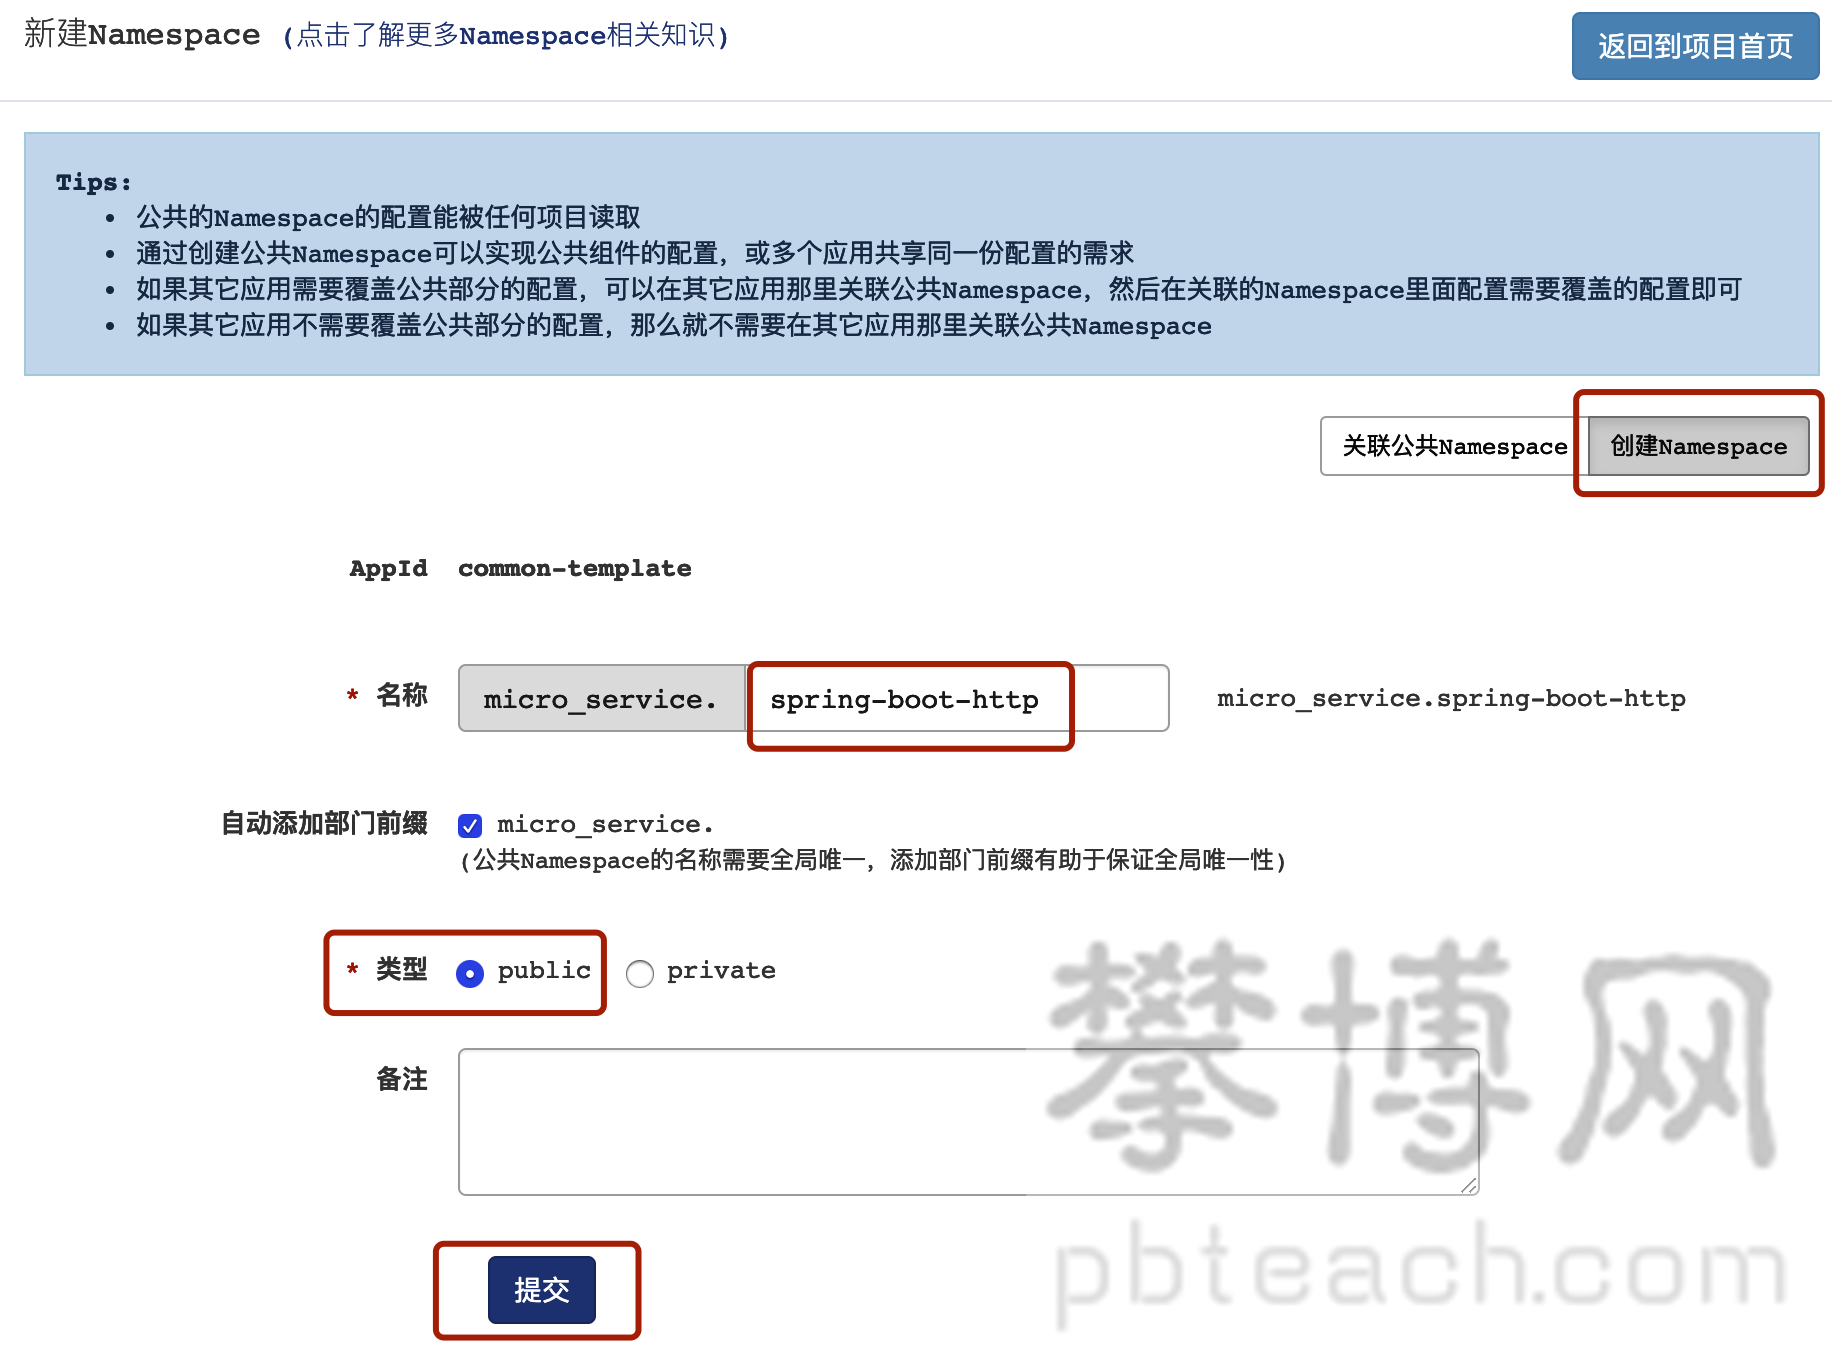 新建Namespace (点击了解更多Namespace相关知识)
返回到项目首页
Tips:
• 公共的Namespace的配置能被任何项目读取
• 通过创建公共Namespace可以实现公共组件的配置，或多个应用共享同一份配置的需求
• 如果其它应用需要覆盖公共部分的配置，可以在其它应用那里关联公共Namespace，然后在关联的Namespace里面配置需要覆盖的配置即可
• 如果其它应用不需要覆盖公共部分的配置，那么就不需要在其它应用那里关联公共Namespace
关联公共Namespace 创建Namespace
AppId common-template
* 名称 micro_service. spring-boot-http micro_service.spring-boot-http
自动添加部门前缀 micro_service.
(公共Namespace的名称需要全局唯一，添加部门前缀有助于保证全局唯一性)
* 类型 public private
备注
攀博网
pbteach.com
提交